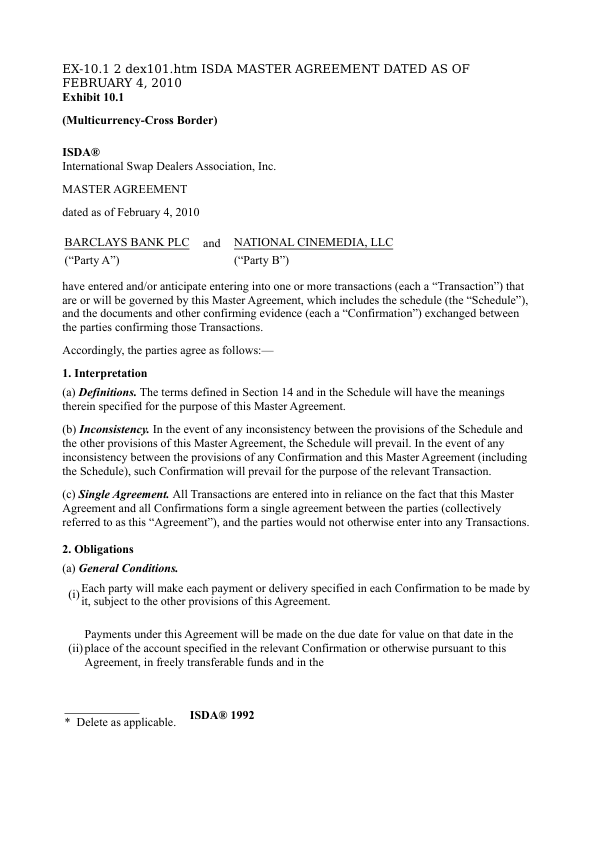 EX-10.1 2 dex101.htm ISDA MASTER AGREEMENT DATED AS OF
FEBRUARY 4, 2010
Exhibit 10.1
(Multicurrency-Cross Border)
ISDA®
International Swap Dealers Association, Inc.
MASTER AGREEMENT
dated as of February 4, 2010
BARCLAYS BANK PLC and NATIONAL CINEMEDIA, LLC
(“Party A”) (“Party B”)
have entered and/or anticipate entering into one or more transactions (each a “Transaction”) that
are or will be governed by this Master Agreement, which includes the schedule (the “Schedule”),
and the documents and other confirming evidence (each a “Confirmation”) exchanged between
the parties confirming those Transactions.
Accordingly, the parties agree as follows:—
1. Interpretation
(a) Definitions. The terms defined in Section 14 and in the Schedule will have the meanings
therein specified for the purpose of this Master Agreement.
(b) Inconsistency. In the event of any inconsistency between the provisions of the Schedule and
the other provisions of this Master Agreement, the Schedule will prevail. In the event of any
inconsistency between the provisions of any Confirmation and this Master Agreement (including
the Schedule), such Confirmation will prevail for the purpose of the relevant Transaction.
(c) Single Agreement. All Transactions are entered into in reliance on the fact that this Master
Agreement and all Confirmations form a single agreement between the parties (collectively
referred to as this “Agreement”), and the parties would not otherwise enter into any Transactions.
2. Obligations
(a) General Conditions.
(i) Each party will make each payment or delivery specified in each Confirmation to be made by
it, subject to the other provisions of this Agreement.
Payments under this Agreement will be made on the due date for value on that date in the
(ii) place of the account specified in the relevant Confirmation or otherwise pursuant to this
Agreement, in freely transferable funds and in the
* Delete as applicable. ISDA® 1992